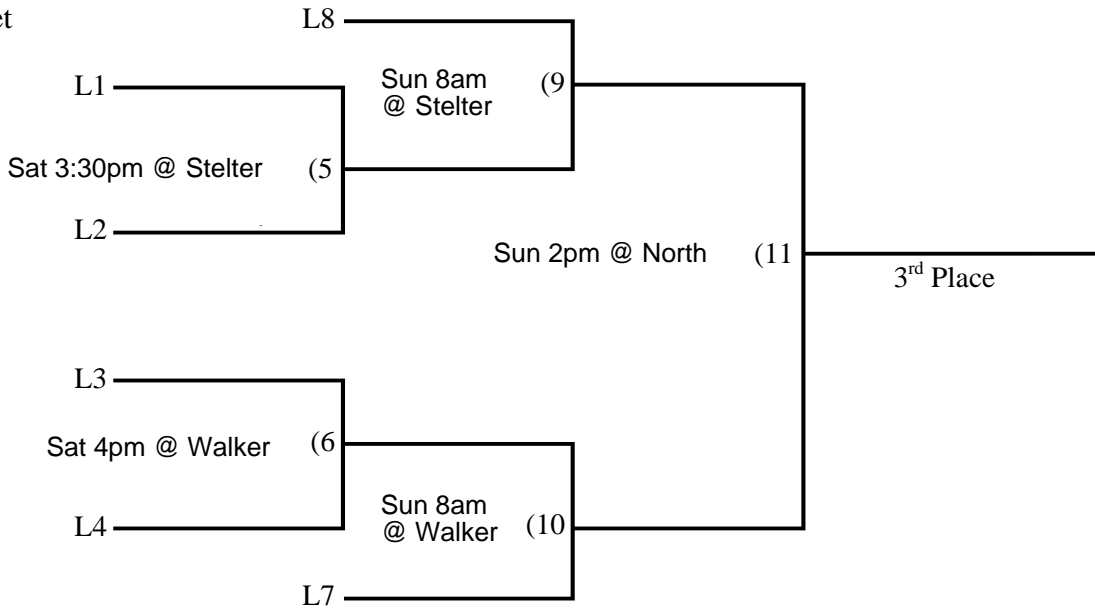 et
L8
L1
Sun 8am (9
@ Stelter
Sat 3:30pm @ Stelter (5
L2
Sun 2pm @ North (11
3rd Place
L3
Sat 4pm @ Walker (6
Sun 8am
@ Walker (10
L4
L7